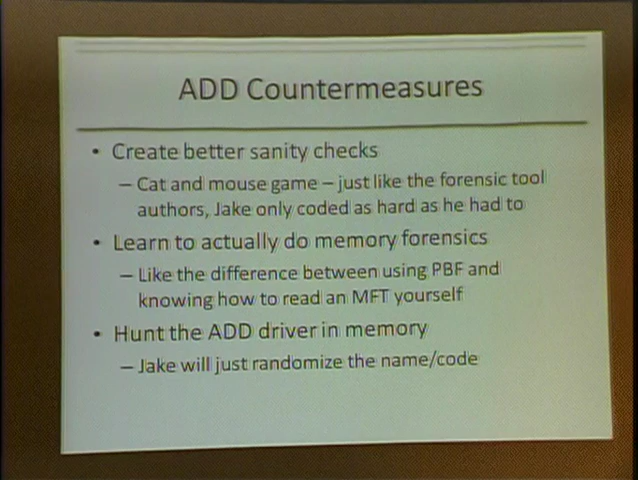 ADD Countermeasures
• Create better sanity checks
– Cat and mouse game – just like the forensic tool
authors, Jake only coded as hard as he had to
• Learn to actually do memory forensics
– Like the difference between using PBF and
knowing how to read an MFT yourself
• Hunt the ADD driver in memory
– Jake will just randomize the name/code